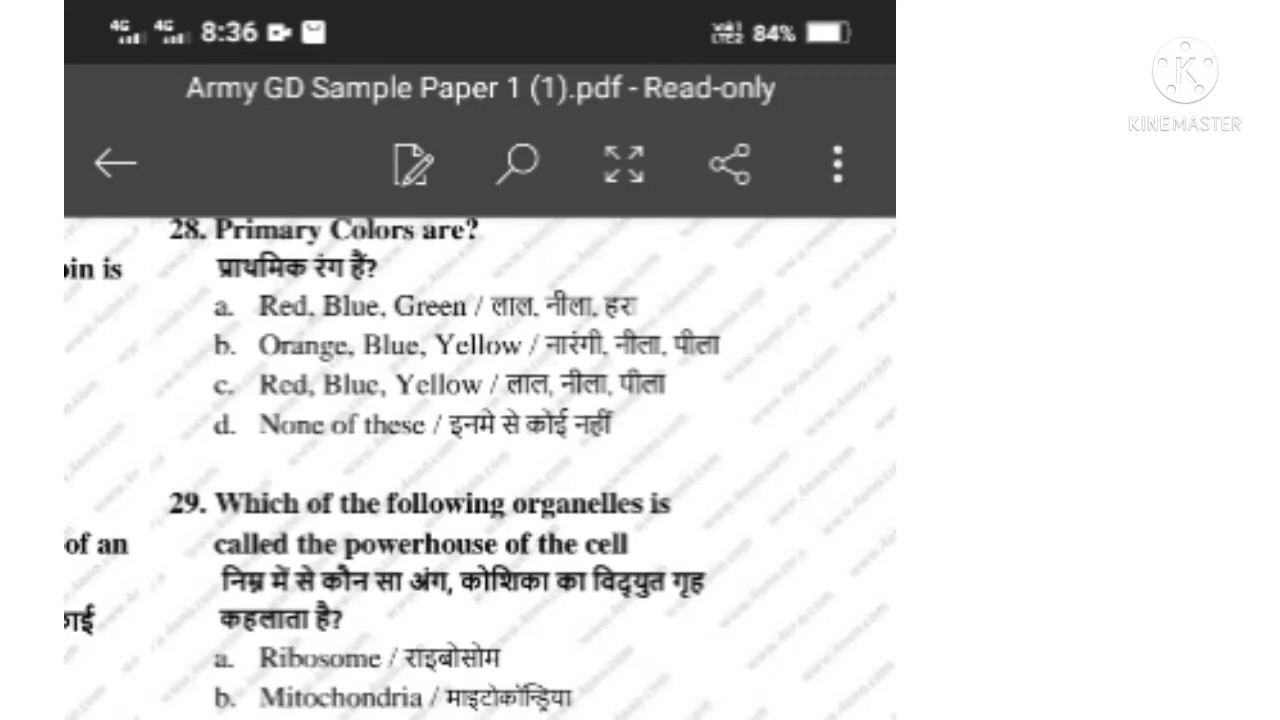 4G 4G 8:36 84%
Army GD Sample Paper 1 (1).pdf - Read-only
KINEMASTER
28. Primary Colors are?
प्राथमिक रंग हैं?
in is
a. Red, Blue, Green / लाल, नीला, हरा
b. Orange, Blue, Yellow / नारंगी, नीला, पीला
c. Red, Blue, Yellow / लाल, नीला, पीला
d. None of these / इनमे से कोई नहीं
29. Which of the following organelles is
of an
called the powerhouse of the cell
निम्न में से कौन सा अंग, कोशिका का विद्युत गृह
कहलाता है?
a. Ribosome / राइबोसोम
b. Mitochondria / माइटोकॉन्ड्रिया